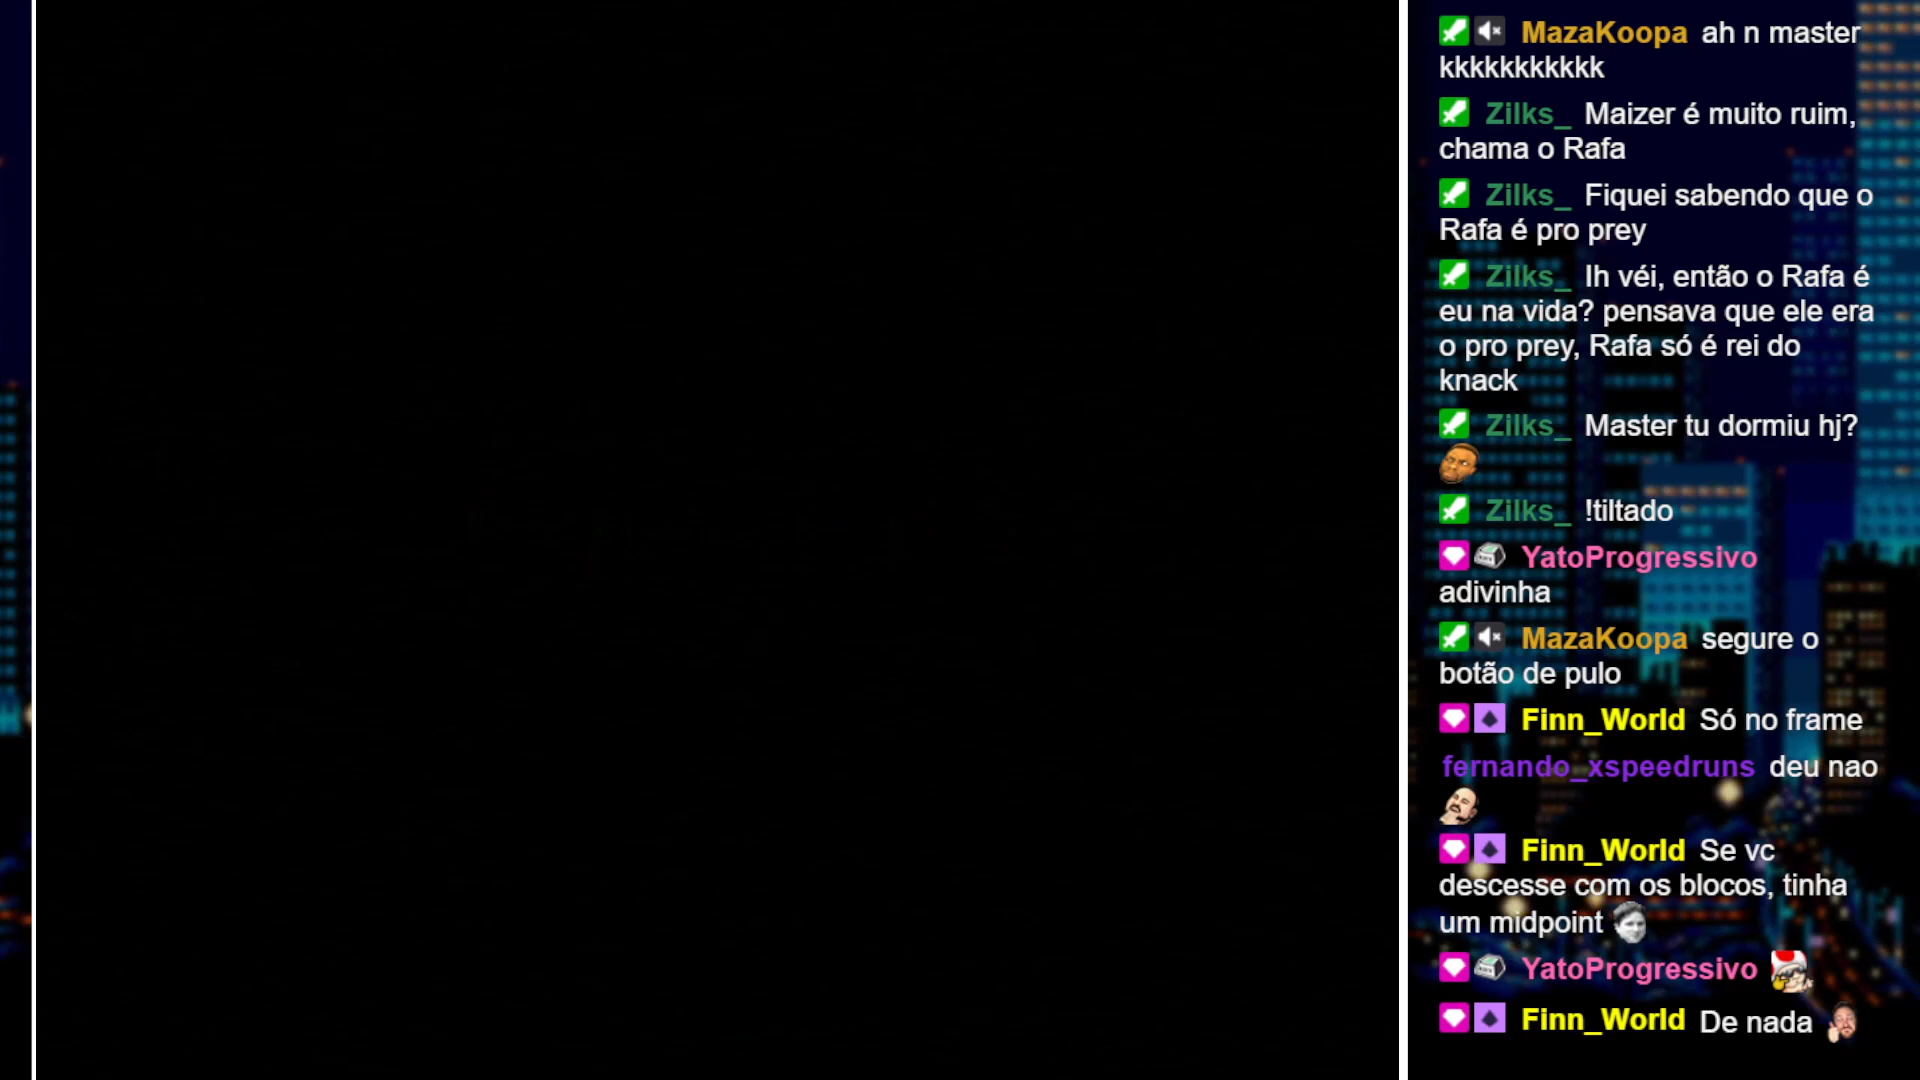 MazaKoopa ah n master
kkkkkkkkkkk
Zilks_ Maizer é muito ruim,
chama o Rafa
Zilks_ Fiquei sabendo que o
Rafa é pro prey
Zilks_ Ih véi, então o Rafa é
eu na vida? pensava que ele era
o pro prey, Rafa só é rei do
knack
Zilks_ Master tu dormiu hj?
Zilks_ !tiltado
YatoProgressivo
adivinha
MazaKoopa segure o
botão de pulo
Finn_World Só no frame
fernando_xspeedruns deu nao
Finn_World Se vc
descesse com os blocos, tinha
um midpoint
YatoProgressivo
Finn_World De nada